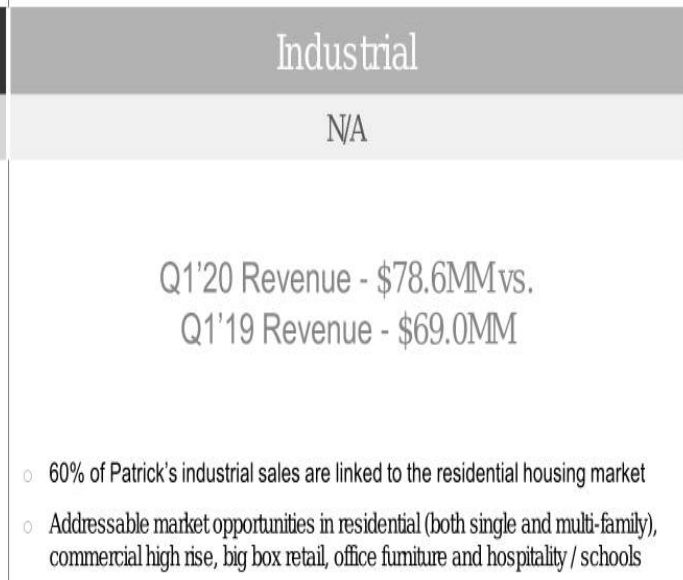 Industrial
N/A
Q1’20 Revenue - $78.6MM vs.
Q1’19 Revenue - $69.0MM
○ 60% of Patrick’s industrial sales are linked to the residential housing market
○ Addressable market opportunities in residential (both single and multi-family),
commercial high rise, big box retail, office furniture and hospitality / schools